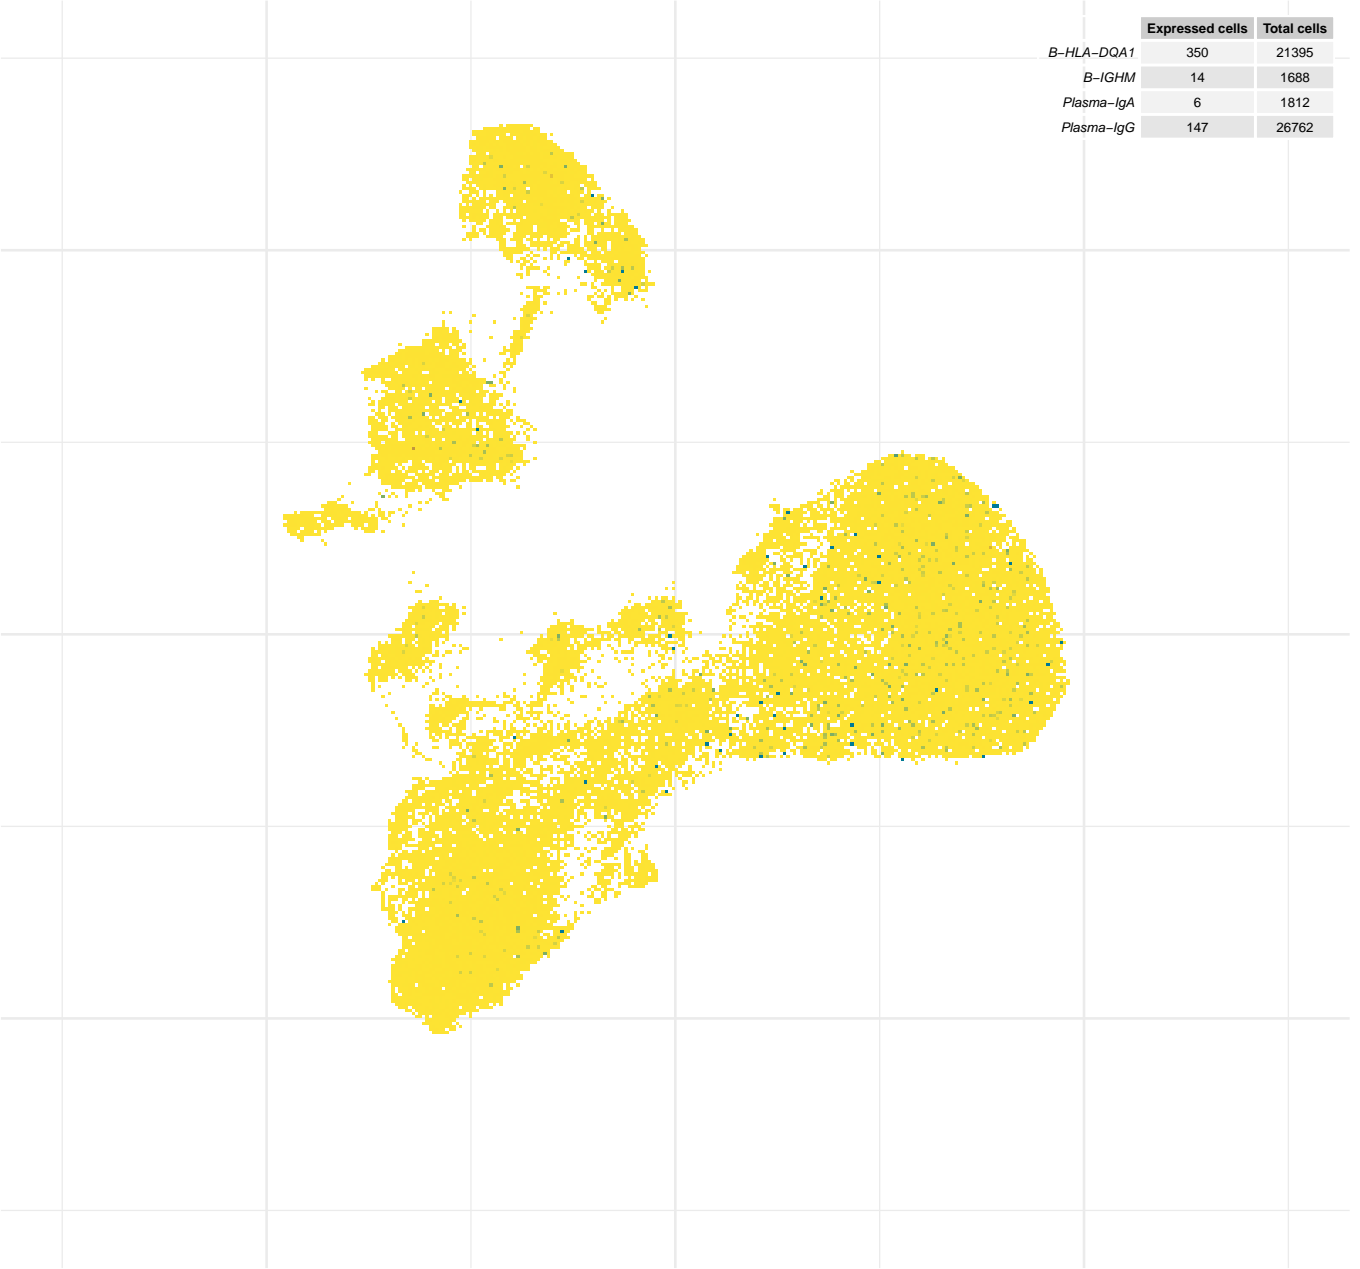 Expressed cells Total cells
B−HLA−DQA1 350 21395
B−IGHM 14 1688
Plasma−IgA 6 1812
Plasma−IgG 147 26762